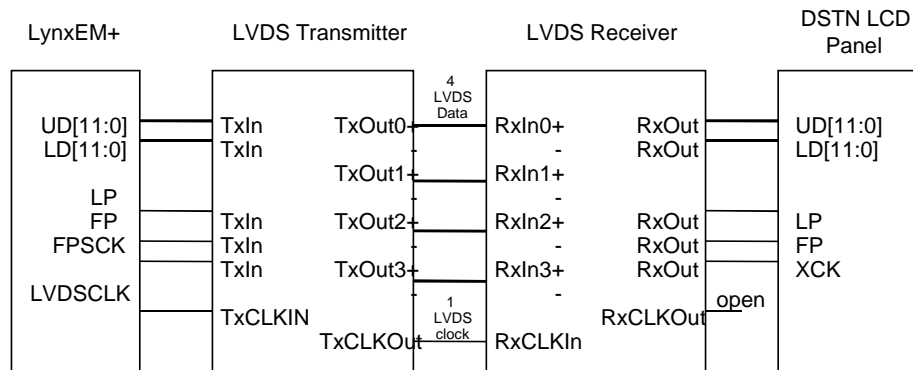 LynxEM+ LVDS Transmitter LVDS Receiver DSTN LCD
Panel
4
LVDS
Data
UD[11:0] TxIn TxOut0+ RxIn0+ RxOut UD[11:0]
LD[11:0] TxIn - - RxOut LD[11:0]
TxOut1+ RxIn1+
LP - -
FP TxIn TxOut2+ RxIn2+ RxOut LP
FPSCK TxIn - - RxOut FP
TxIn TxOut3+ RxIn3+ RxOut XCK
LVDSCLK - -
1
LVDS
clock
TxCLKIN RxCLKOut open
TxCLKOut RxCLKIn